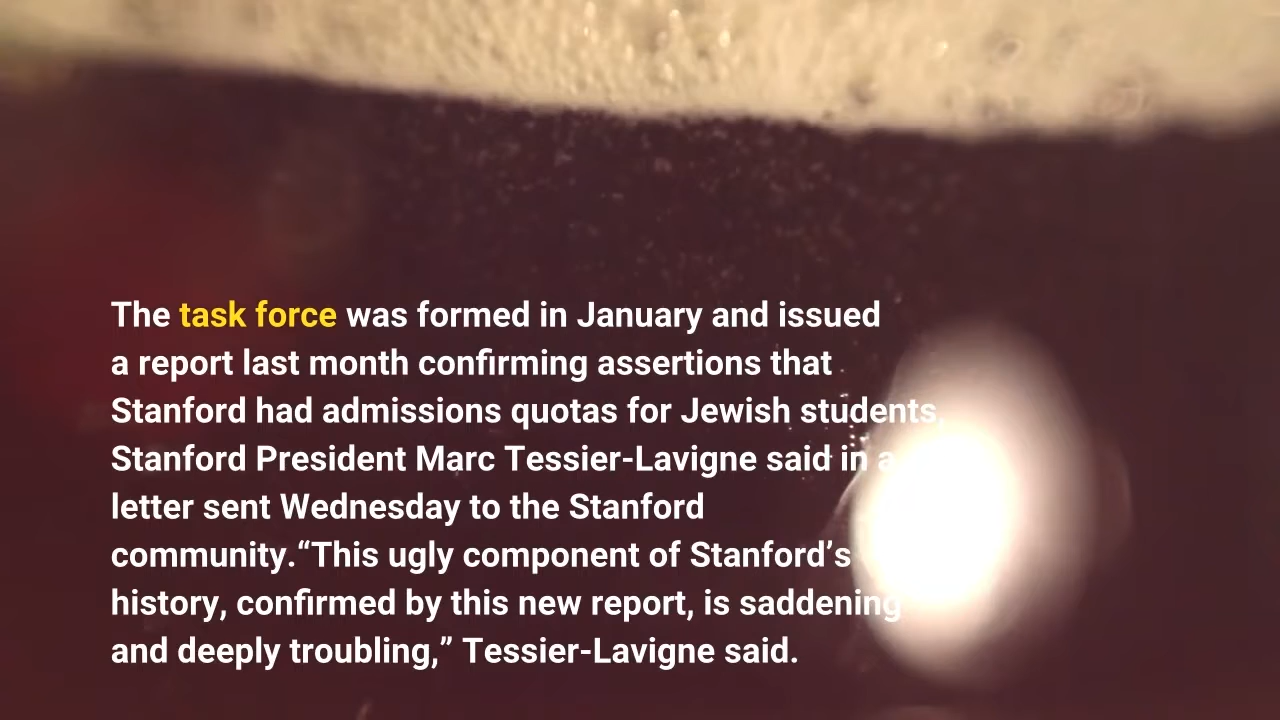 The task force was formed in January and issued
a report last month confirming assertions that
Stanford had admissions quotas for Jewish students,
Stanford President Marc Tessier-Lavigne said in a
letter sent Wednesday to the Stanford
community.“This ugly component of Stanford’s
history, confirmed by this new report, is saddening
and deeply troubling,” Tessier-Lavigne said.